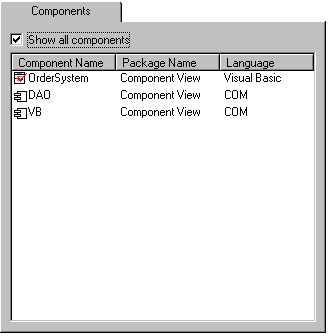 Components
Show all components
Component Name Package Name Language
OrderSystem Component View Visual Basic
DAO Component View COM
VB Component View COM